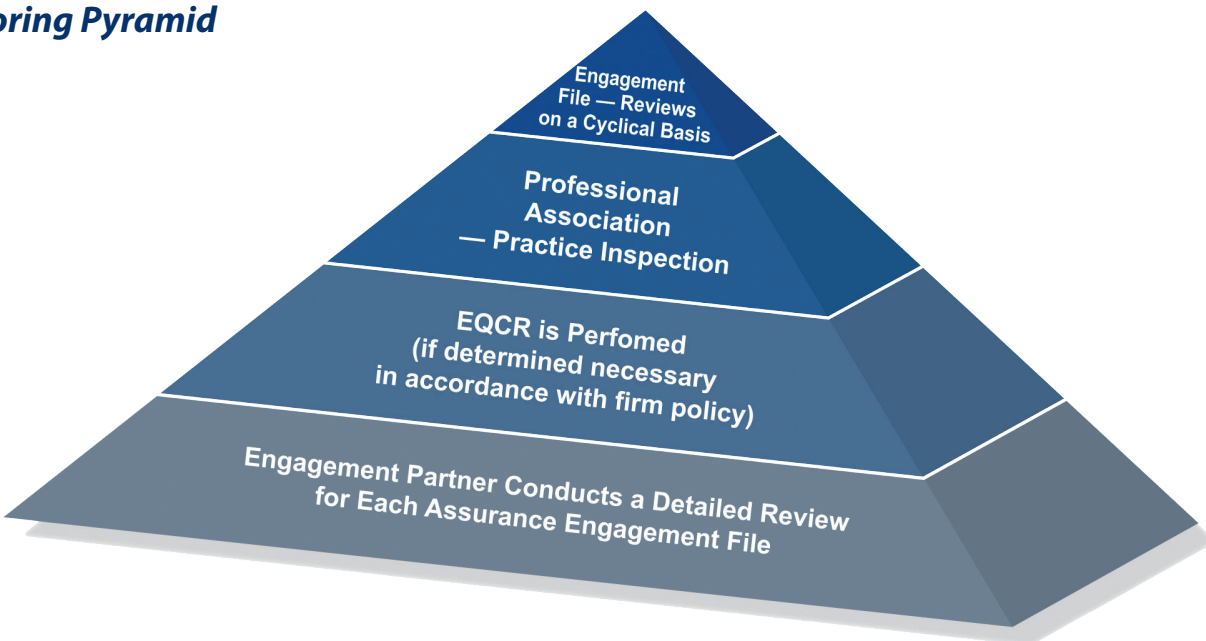 oring Pyramid
Engagement
File — Reviews
on a Cyclical Basis
Professional
Association
— Practice Inspection
EQCR is Perfomed
(if determined necessary
in accordance with firm policy)
Engagement Partner Conducts a Detailed Review
for Each Assurance Engagement File